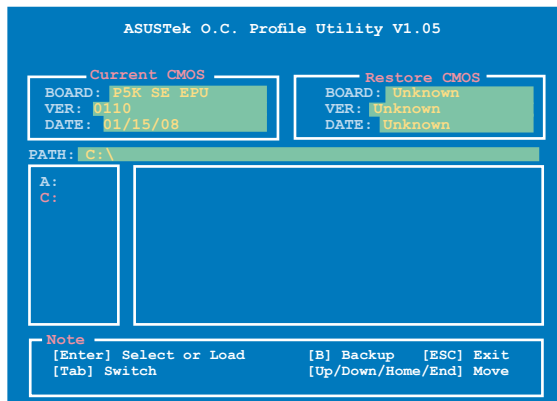 ASUSTek O.C. Profile Utility V1.05
Current CMOS
BOARD: P5K SE EPU
VER: 0110
DATE: 01/15/08
Restore CMOS
BOARD: Unknown
VER: Unknown
DATE: Unknown
PATH: C:\
A:
C:
Note
[Enter] Select or Load [B] Backup [ESC] Exit
[Tab] Switch [Up/Down/Home/End] Move